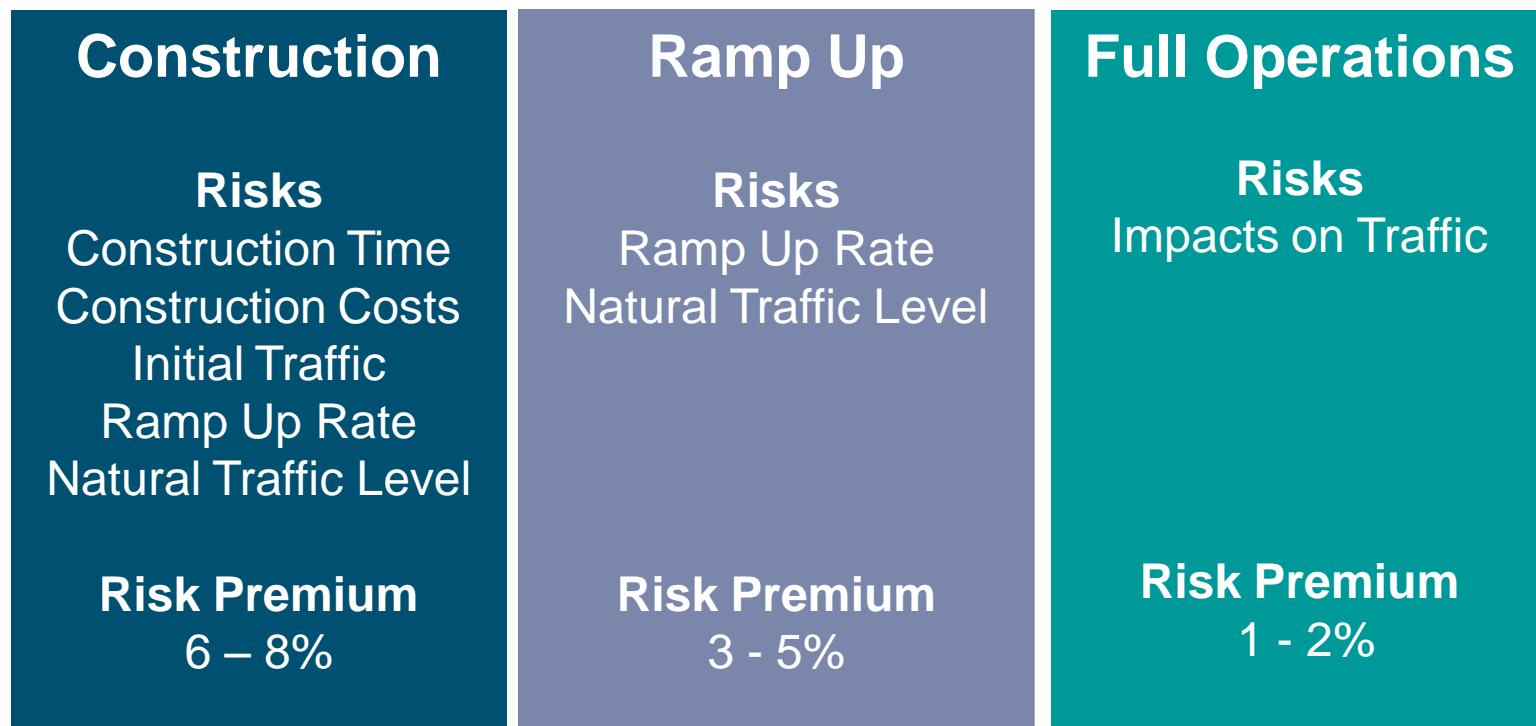 Construction
Risks
Construction Time
Construction Costs
Initial Traffic
Ramp Up Rate
Natural Traffic Level
Risk Premium
6 – 8%
Ramp Up
Risks
Ramp Up Rate
Natural Traffic Level
Risk Premium
3 - 5%
Full Operations
Risks
Impacts on Traffic
Risk Premium
1 - 2%